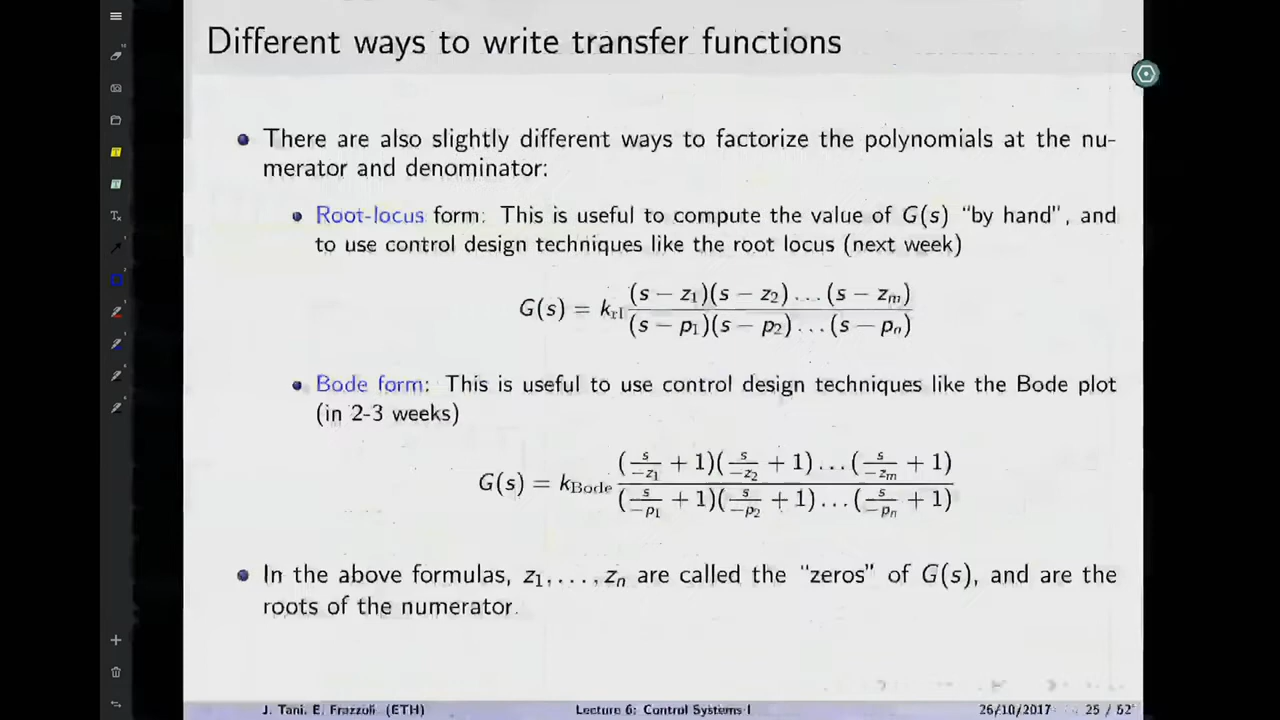 Different ways to write transfer functions
There are also slightly different ways to factorize the polynomials at the nu-
merator and denominator:
Root-locus form: This is useful to compute the value of G(s) "by hand", and
to use control design techniques like the root locus (next week)
G(s) = k_rl (s − z_1)(s − z_2)...(s − z_m) / (s − p_1)(s − p_2)...(s − p_n)
Bode form: This is useful to use control design techniques like the Bode plot
(in 2-3 weeks)
G(s) = k_Bode (s/−z_1 + 1)(s/−z_2 + 1)...(s/−z_m + 1) / (s/−p_1 + 1)(s/−p_2 + 1)...(s/−p_n + 1)
In the above formulas, z_1,...,z_n are called the "zeros" of G(s), and are the
roots of the numerator.
J. Tani, E. Frazzoli (ETH) Lecture 6: Control Systems I 26/10/2017 25 / 52